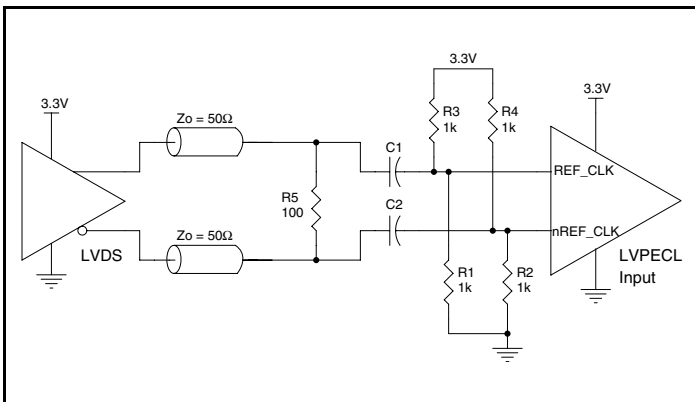 3.3V
LVDS
Zo = 50Ω
Zo = 50Ω
R5
100
C1
C2
3.3V
R3
1k
R4
1k
R1
1k
R2
1k
3.3V
REF_CLK
nREF_CLK
LVPECL
Input